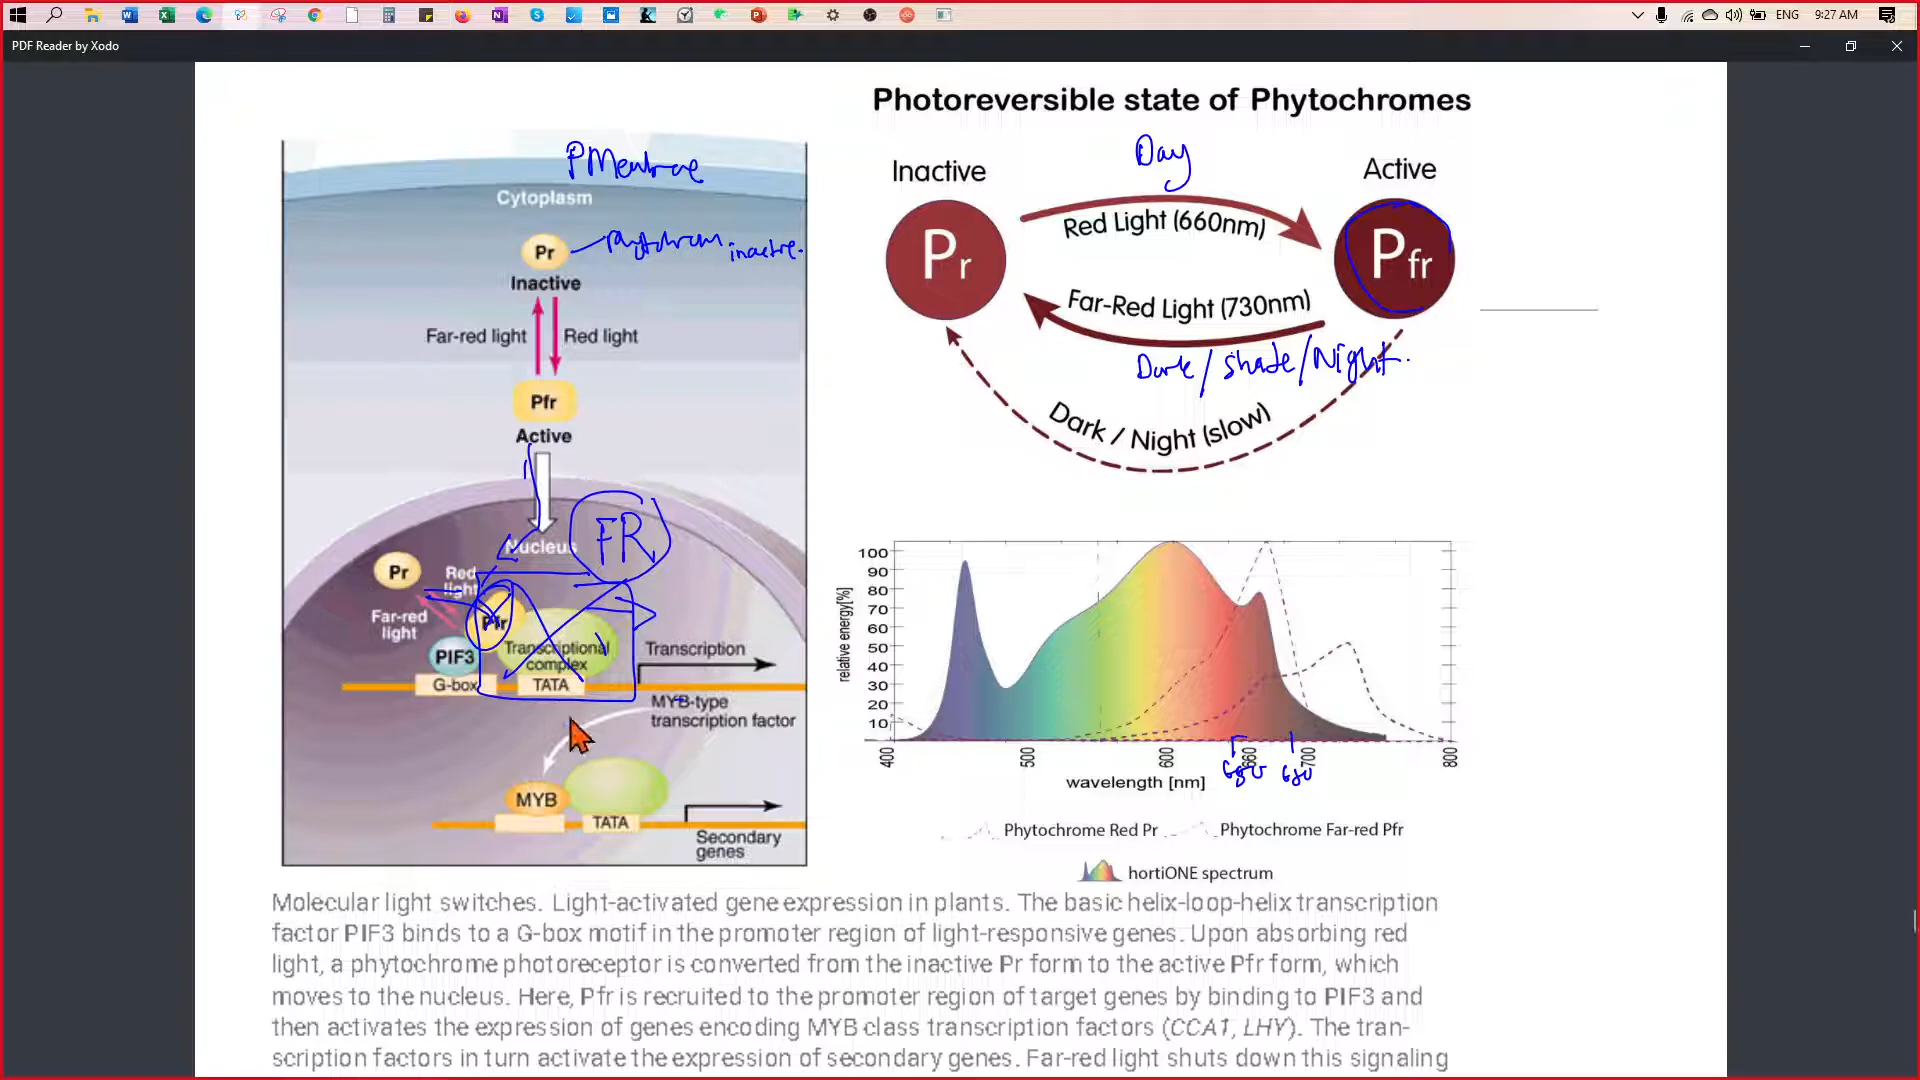 ENG
9:27 AM
PDF Reader by Xodo
Photoreversible state of Phytochromes
P
Cytoplasm
Pr
inactive.
Inactive
Far-red light
Red light
Pfr
Active
Nucleus
FR
Pr
Red
light
Far-red
light
Pfr
PIF3
Transcriptional
complex
G-box
TATA
Transcription
MYB-type
transcription factor
MYB
TATA
Secondary
genes
Day
Inactive
Active
Pr
Red Light (660nm)
Pfr
Far-Red Light (730nm)
Dark / Shade / Night.
Dark / Night (slow)
relative energy[%]
100
90
80
70
60
50
40
30
20
10
400
500
600
660
700
800
680
wavelength [nm]
Phytochrome Red Pr
Phytochrome Far-red Pfr
hortiONE spectrum
Molecular light switches. Light-activated gene expression in plants. The basic helix-loop-helix transcription
factor PIF3 binds to a G-box motif in the promoter region of light-responsive genes. Upon absorbing red
light, a phytochrome photoreceptor is converted from the inactive Pr form to the active Pfr form, which
moves to the nucleus. Here, Pfr is recruited to the promoter region of target genes by binding to PIF3 and
then activates the expression of genes encoding MYB class transcription factors (CCA1, LHY). The tran-
scription factors in turn activate the expression of secondary genes. Far-red light shuts down this signaling